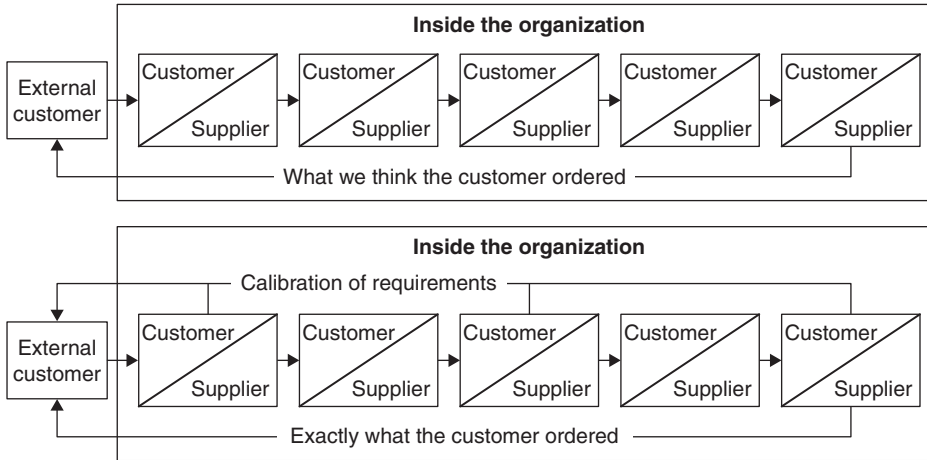 Inside the organization
External
customer
Customer
Supplier
Customer
Supplier
Customer
Supplier
Customer
Supplier
Customer
Supplier
What we think the customer ordered
Inside the organization
Calibration of requirements
External
customer
Customer
Supplier
Customer
Supplier
Customer
Supplier
Customer
Supplier
Customer
Supplier
Exactly what the customer ordered